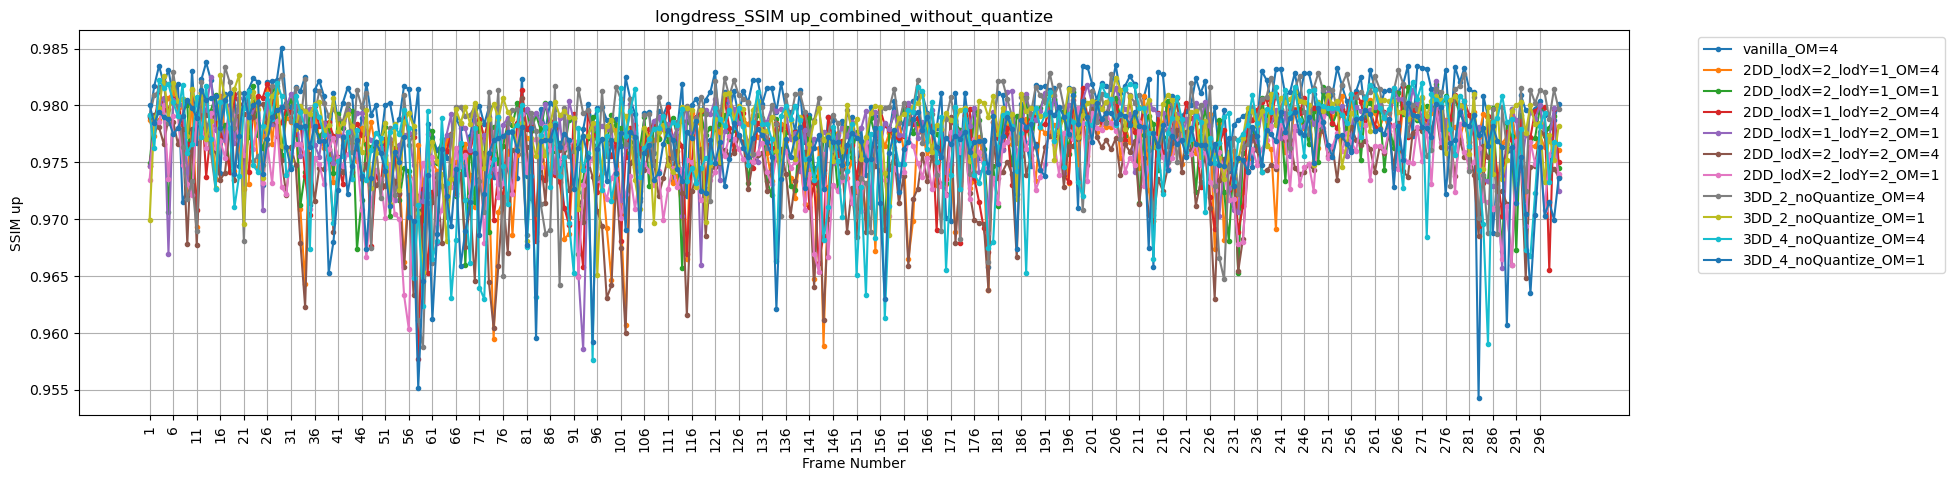 longdress_SSIM up_combined_without_quantize
SSIM up
0.985
0.980
0.975
0.970
0.965
0.960
0.955
1 6 11 16 21 26 31 36 41 46 51 56 61 66 71 76 81 86 91 96 101 106 111 116 121 126 131 136 141 146 151 156 161 166 171 176 181 186 191 196 201 206 211 216 221 226 231 236 241 246 251 256 261 266 271 276 281 286 291 296
Frame Number
vanilla_OM=4
2DD_lodX=2_lodY=1_OM=4
2DD_lodX=2_lodY=1_OM=1
2DD_lodX=1_lodY=2_OM=4
2DD_lodX=1_lodY=2_OM=1
2DD_lodX=2_lodY=2_OM=4
2DD_lodX=2_lodY=2_OM=1
3DD_2_noQuantize_OM=4
3DD_2_noQuantize_OM=1
3DD_4_noQuantize_OM=4
3DD_4_noQuantize_OM=1